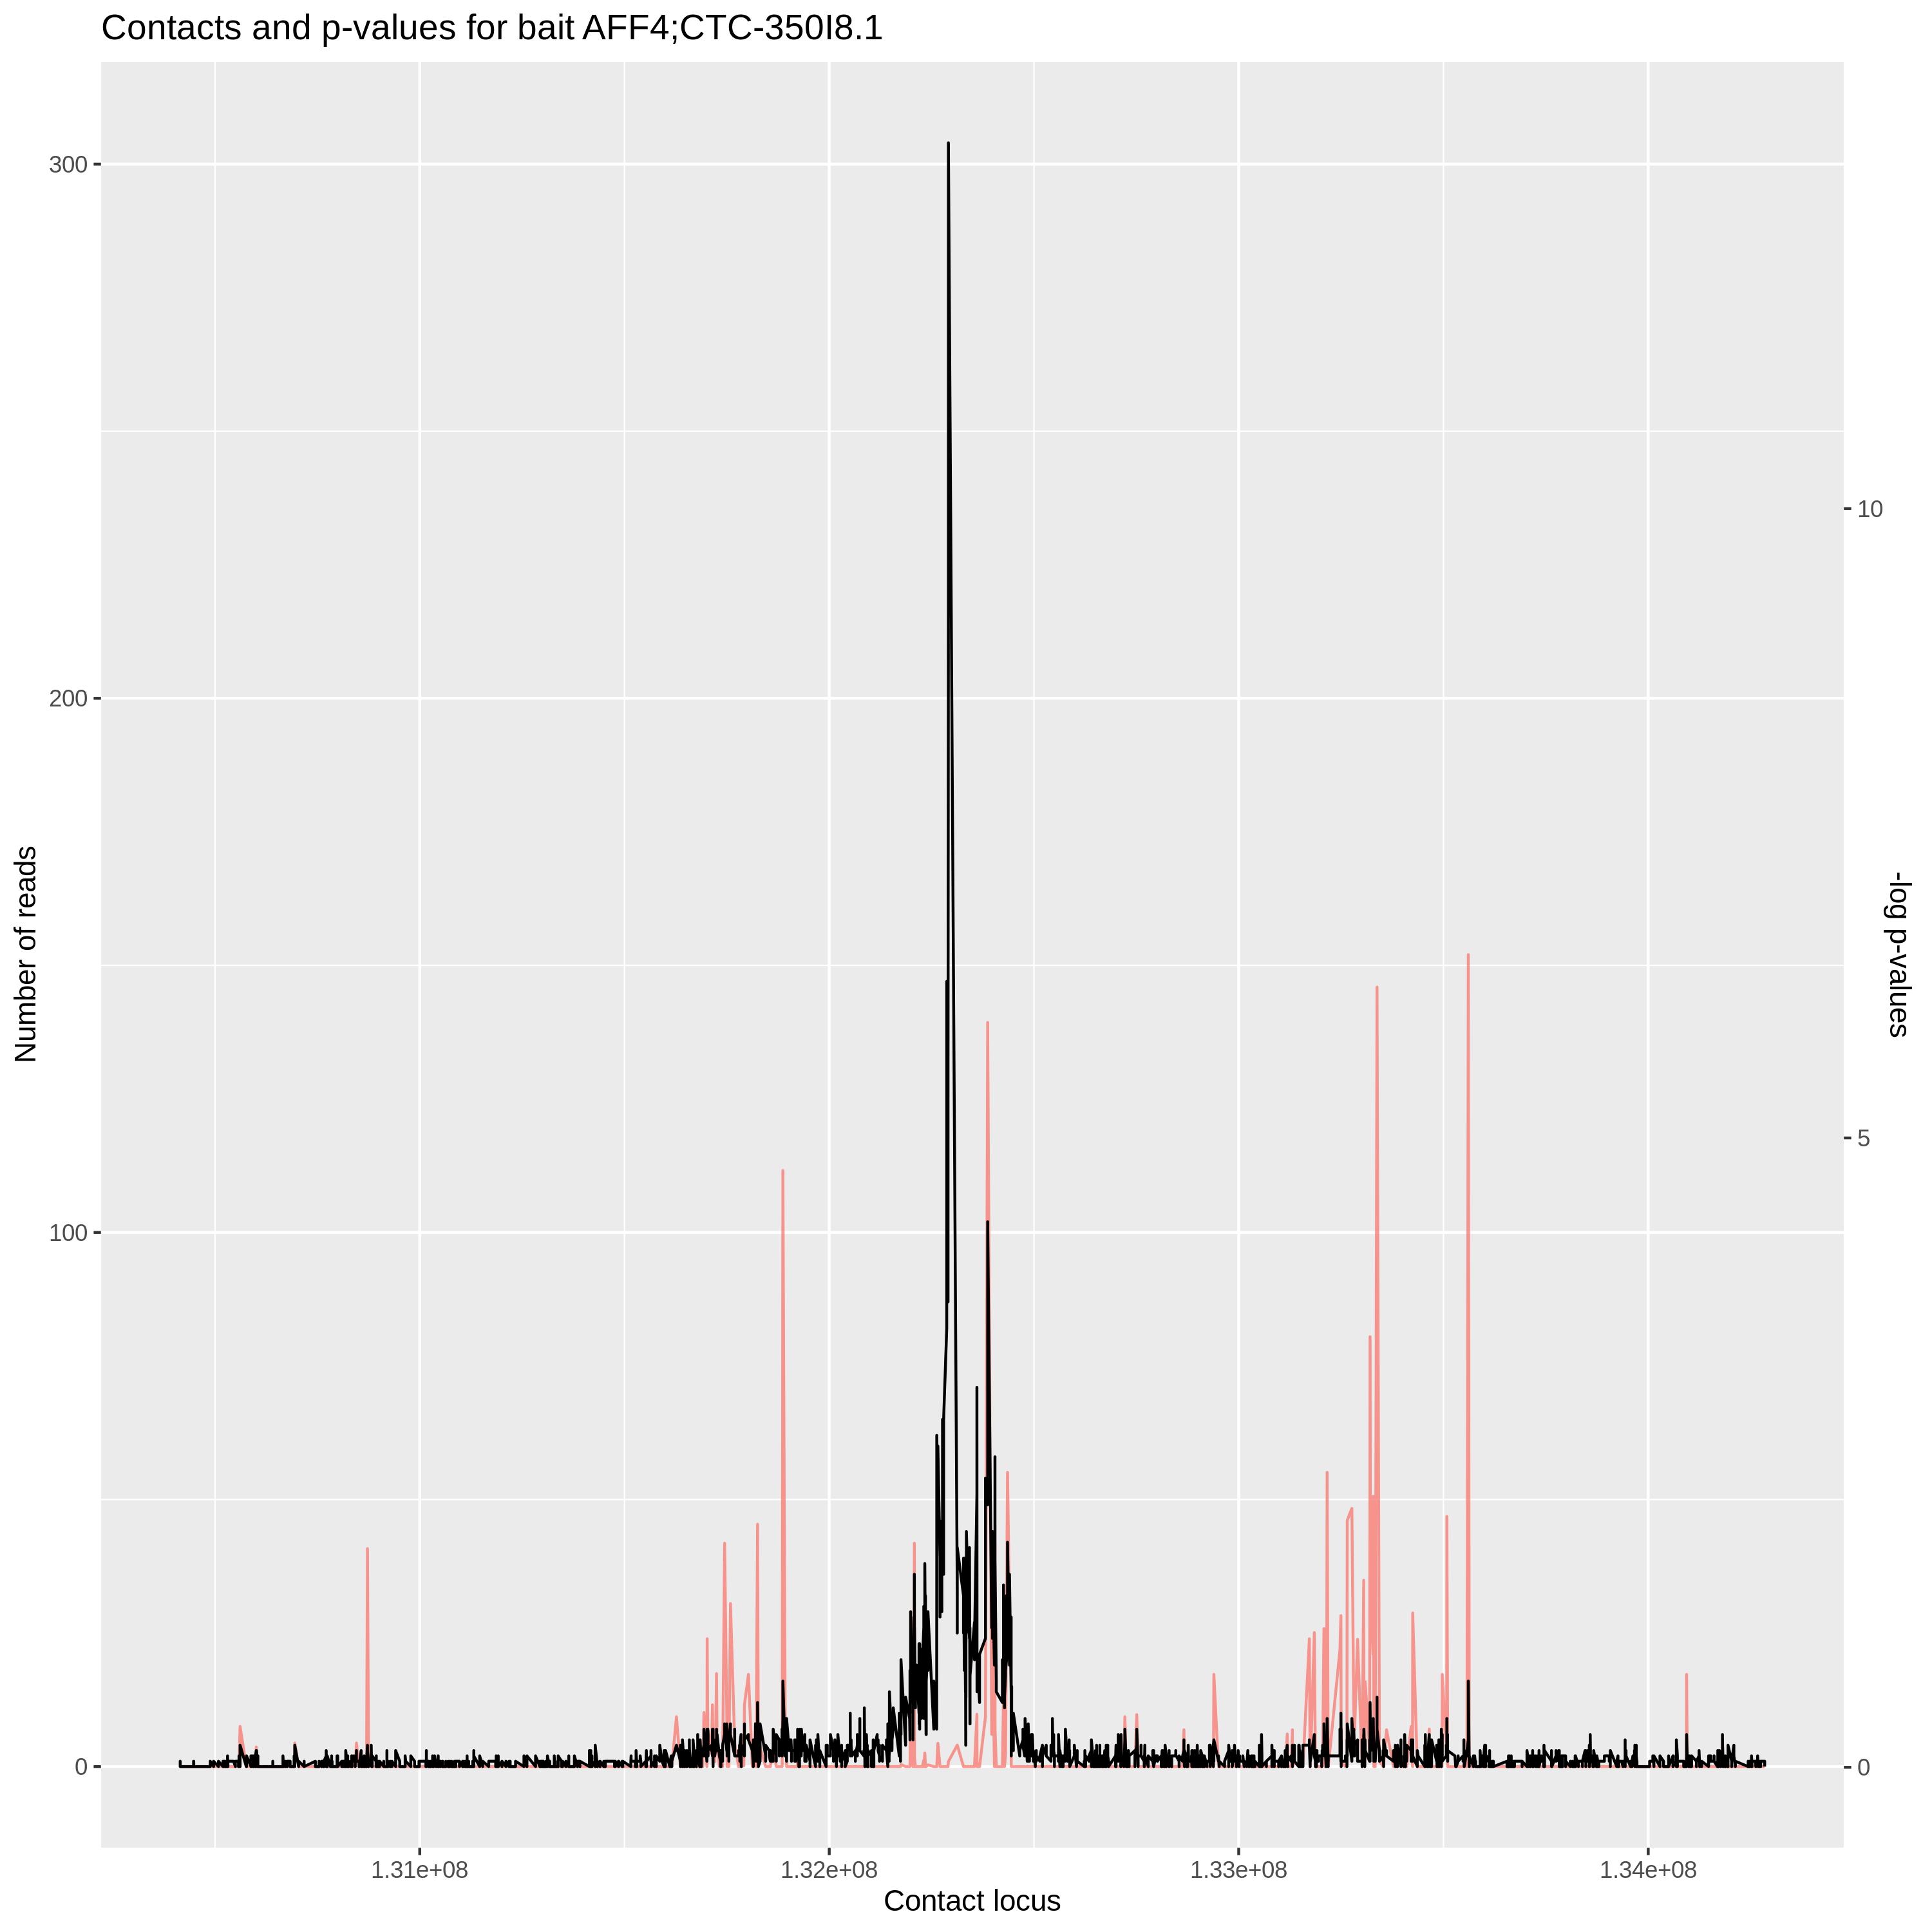 Contacts and p-values for bait AFF4;CTC-350I8.1
300
200
100
0
Number of reads
10
5
0
-log p-values
1.31e+08
1.32e+08
1.33e+08
1.34e+08
Contact locus